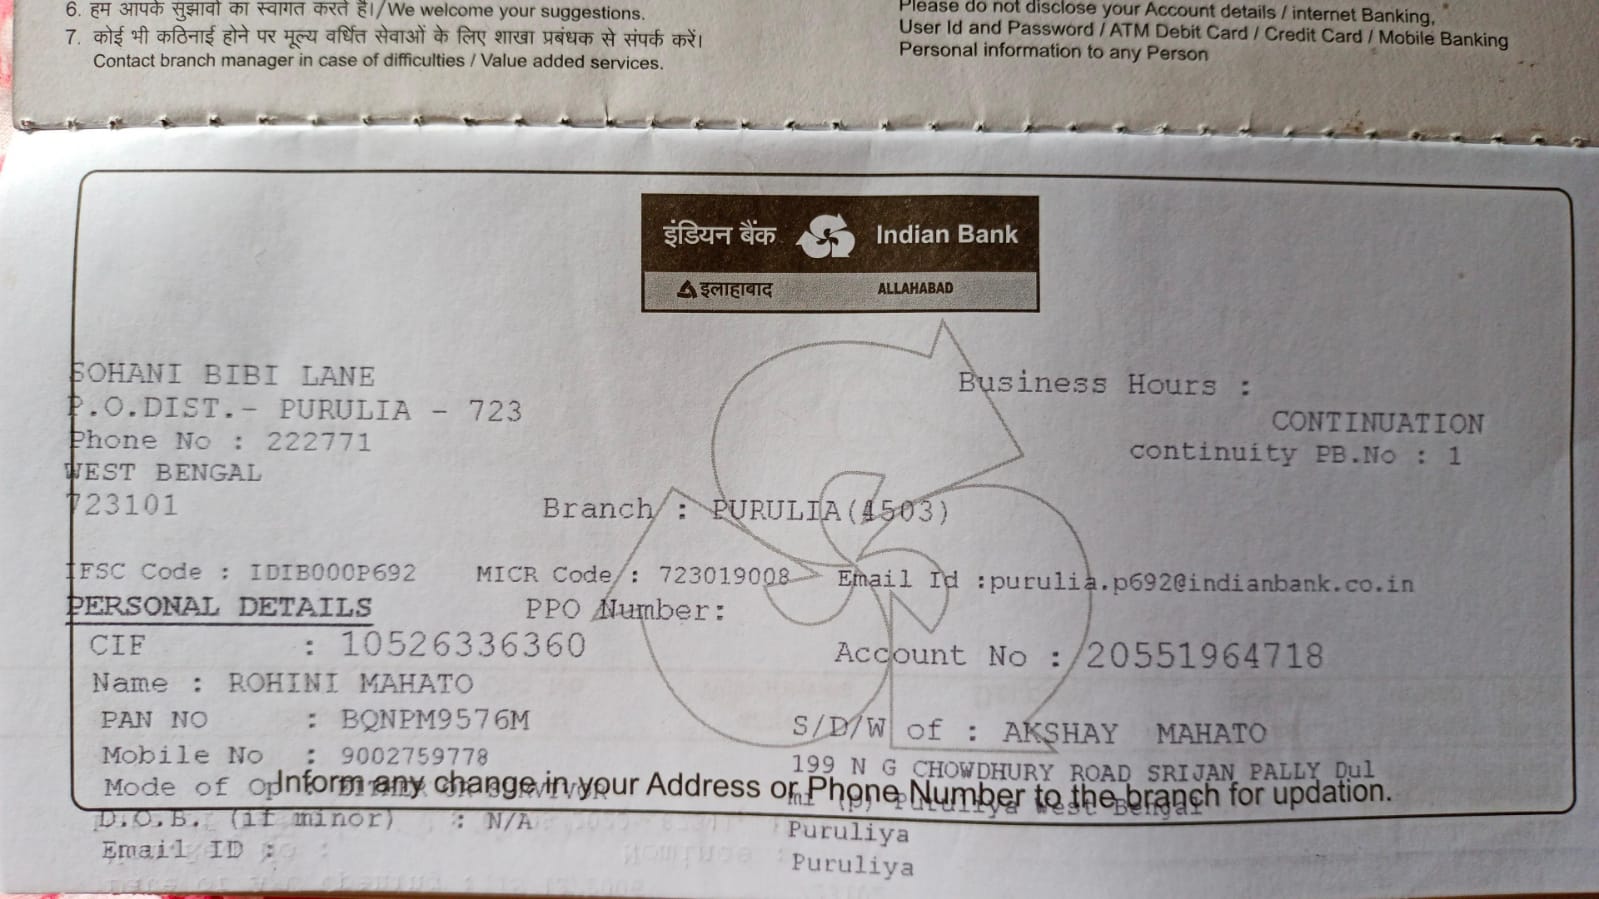 6. हम आपके सुझावों का स्वागत करते हैं।/We welcome your suggestions.
7. कोई भी कठिनाई होने पर मूल्य वर्धित सेवाओं के लिए शाखा प्रबंधक से संपर्क करें।
Contact branch manager in case of difficulties / Value added services.
Please do not disclose your Account details / internet Banking,
User Id and Password / ATM Debit Card / Credit Card / Mobile Banking
Personal information to any Person
इंडियन बैंक Indian Bank
इलाहाबाद ALLAHABAD
SOHANI BIBI LANE
P.O.DIST.- PURULIA - 723
Phone No : 222771
WEST BENGAL
723101
Business Hours :
CONTINUATION
continuity PB.No : 1
Branch : PURULIA(4503)
IFSC Code : IDIB000P692 MICR Code : 723019008 Email Id :purulia.p692@indianbank.co.in
PERSONAL DETAILS PPO Number:
CIF : 10526336360 Account No : 20551964718
Name : ROHINI MAHATO
PAN NO : BQNPM9576M S/D/W of : AKSHAY MAHATO
Mobile No : 9002759778 199 N G CHOWDHURY ROAD SRIJAN PALLY Dul
Mode of Op SURVIVOR mi (P) Puruliya West Bengal
Inform any change in your Address or Phone Number to the branch for updation.
D.O.B. (if minor) : N/A Puruliya
Email ID : Puruliya